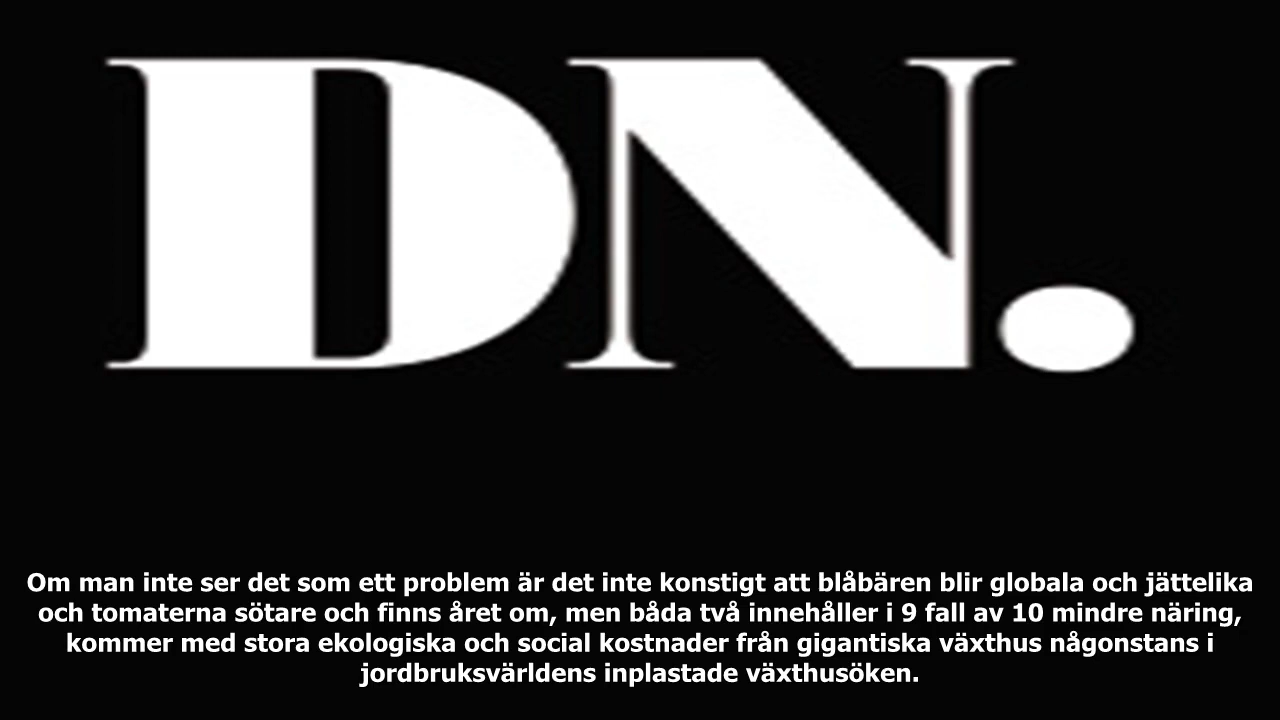 DN.
Om man inte ser det som ett problem är det inte konstigt att blåbären blir globala och jättelika
och tomaterna sötare och finns året om, men båda två innehåller i 9 fall av 10 mindre näring,
kommer med stora ekologiska och social kostnader från gigantiska växthus någonstans i
jordbruksvärldens inplastade växthusöken.